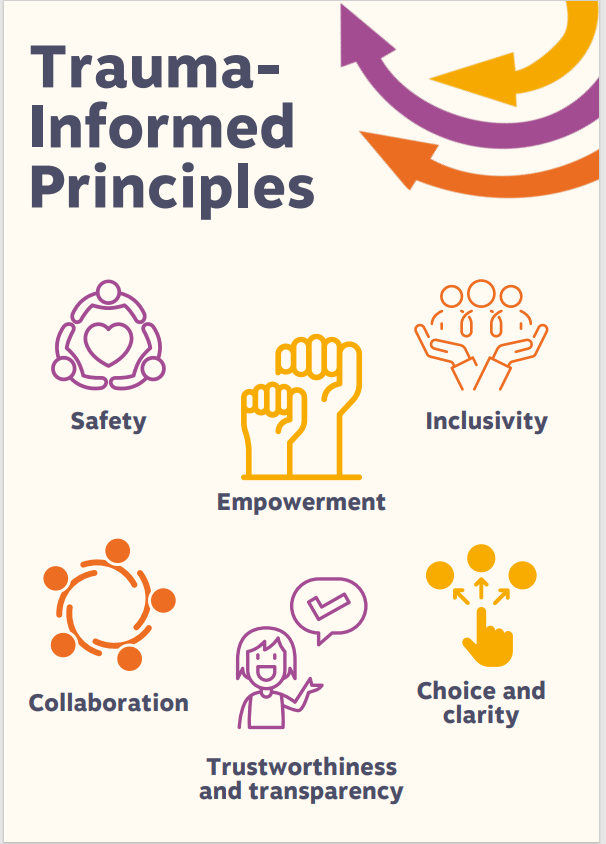 Trauma-
Informed
Principles
Safety
Inclusivity
Empowerment
Collaboration
Choice and
clarity
Trustworthiness
and transparency